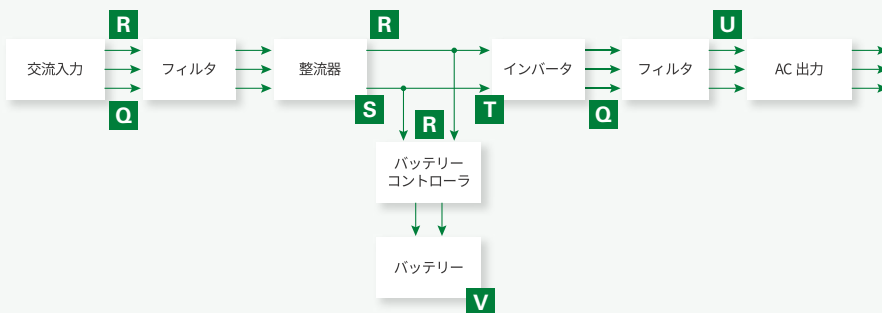 R
R
U
交流入力
フィルタ
整流器
インバータ
フィルタ
AC 出力
Q
S
T
Q
R
バッテリー
コントローラ
バッテリー
V